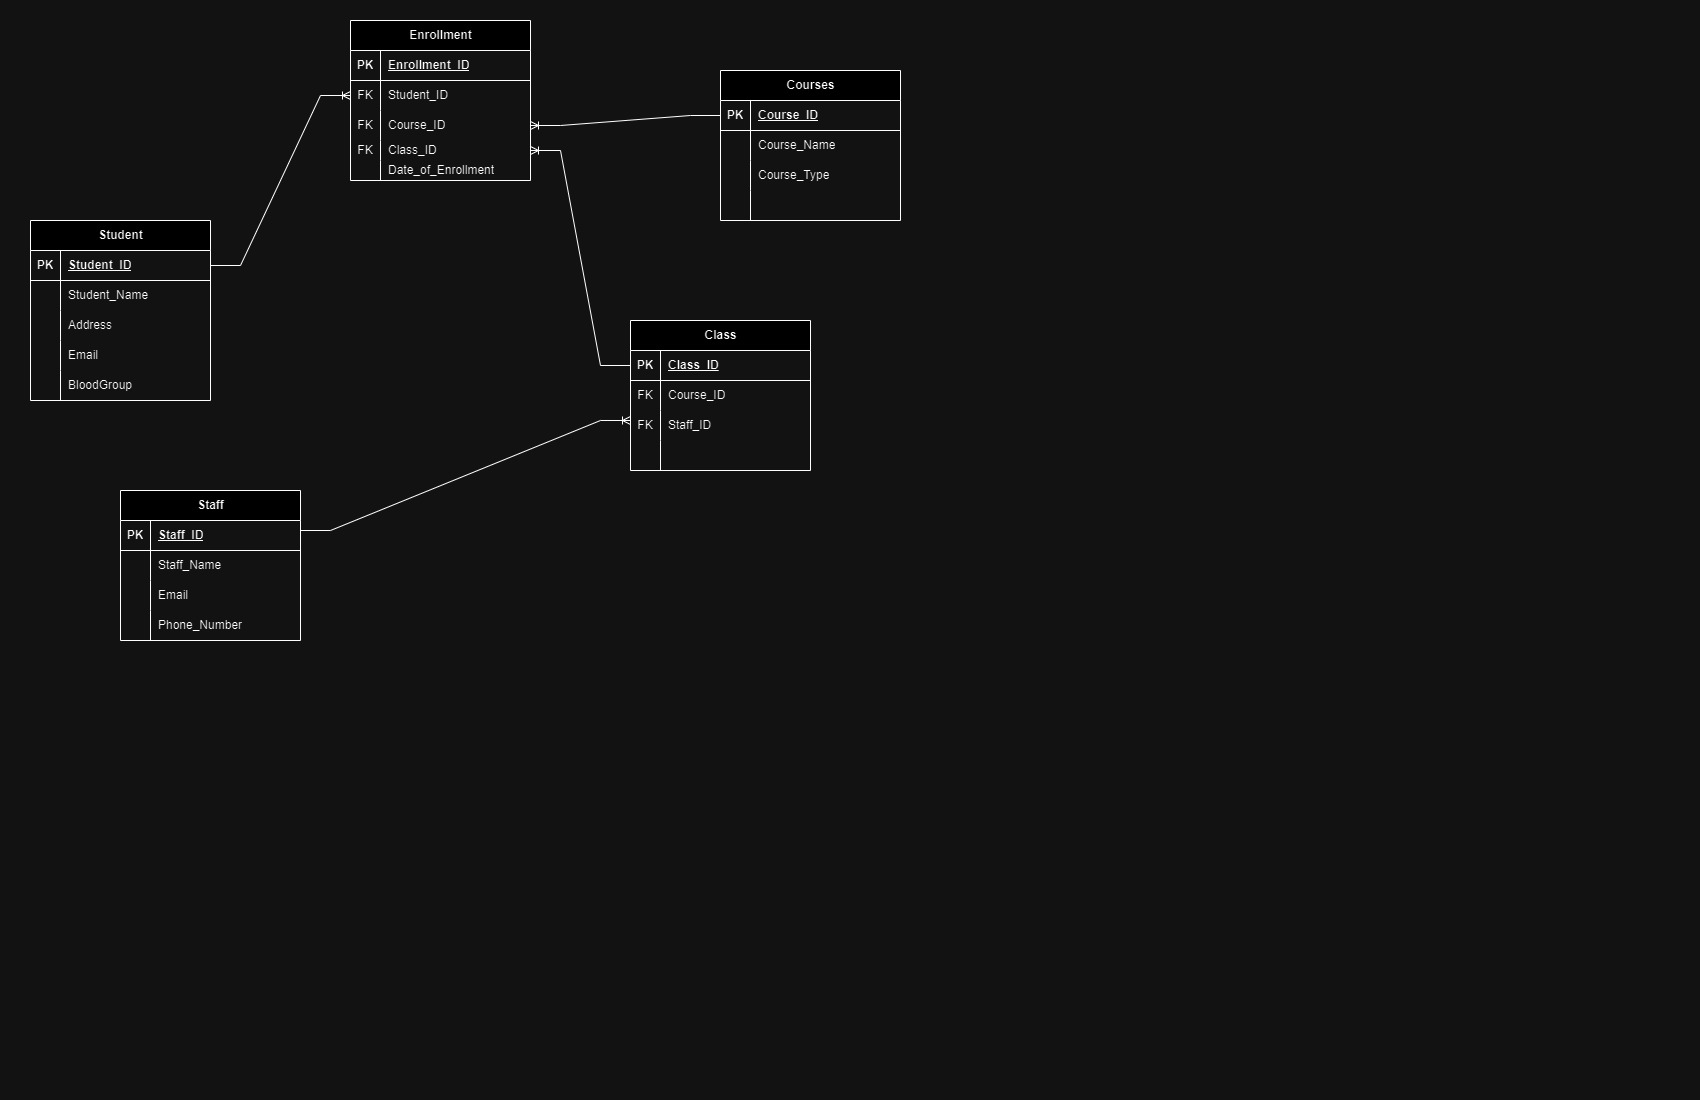 Enrollment
PK Enrollment_ID
FK Student_ID
FK Course_ID
FK Class_ID
Date_of_Enrollment
Courses
PK Course_ID
Course_Name
Course_Type
Student
PK Student_ID
Student_Name
Address
Email
BloodGroup
Class
PK Class_ID
FK Course_ID
FK Staff_ID
Staff
PK Staff_ID
Staff_Name
Email
Phone_Number